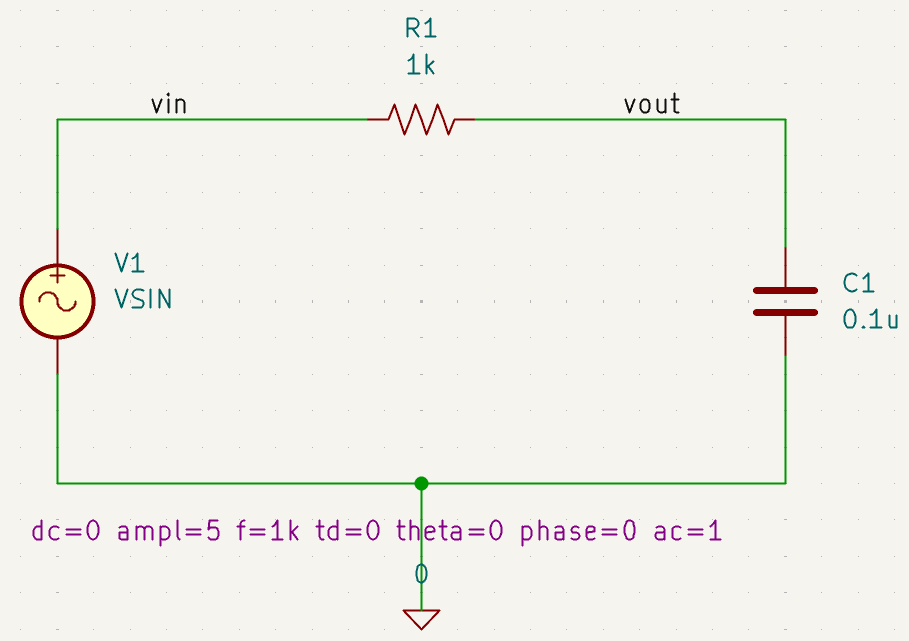 R1
1k
vin
vout
V1
VSIN
C1
0.1u
dc=0 ampl=5 f=1k td=0 theta=0 phase=0 ac=1
0